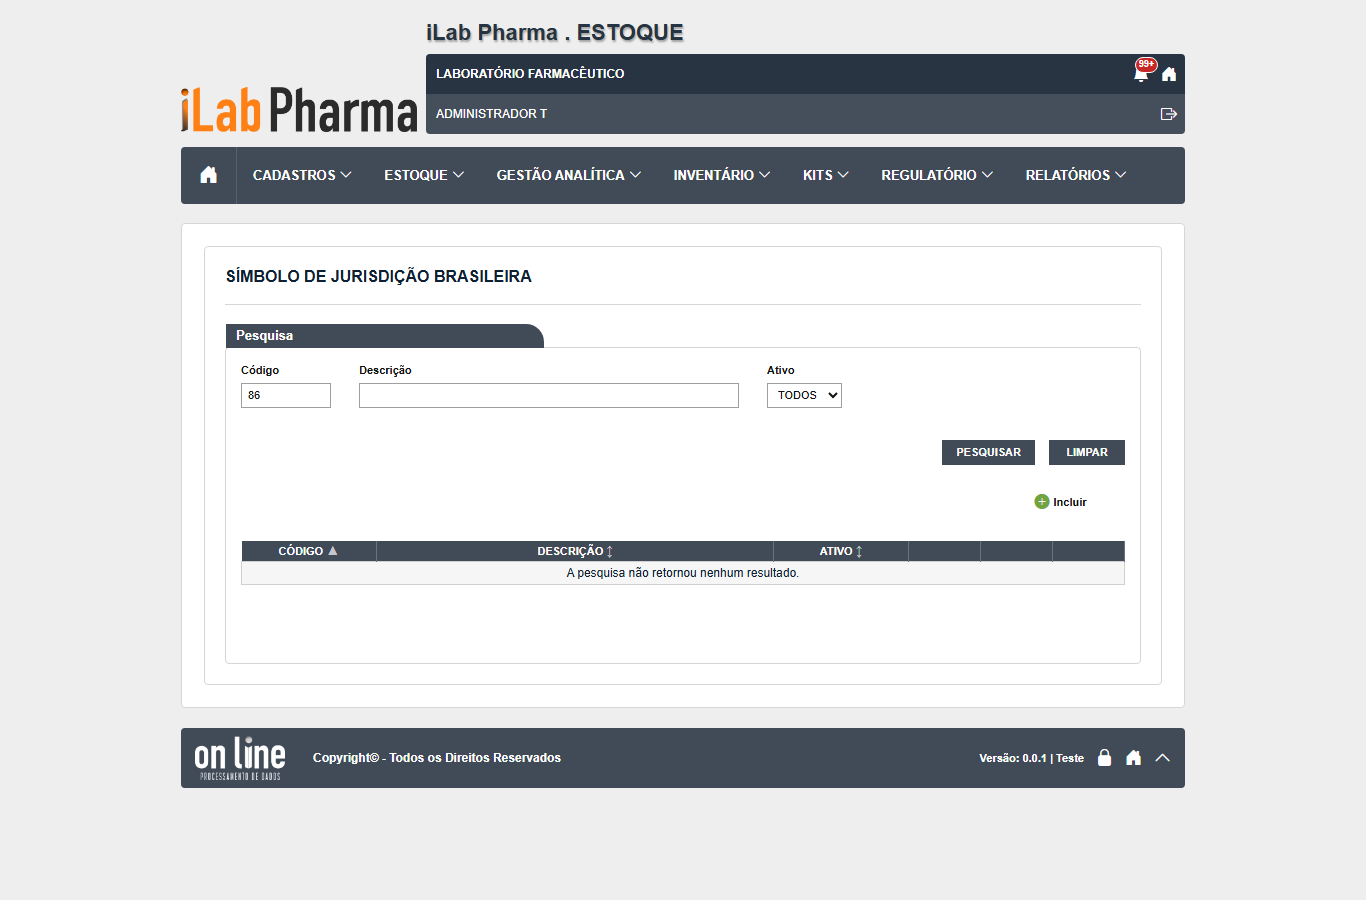 iLab Pharma . ESTOQUE
LABORATÓRIO FARMACÊUTICO
99+
iLab Pharma
ADMINISTRADOR T
CADASTROS ESTOQUE GESTÃO ANALÍTICA INVENTÁRIO KITS REGULATÓRIO RELATÓRIOS
SÍMBOLO DE JURISDIÇÃO BRASILEIRA
Pesquisa
Código Descrição Ativo
86 TODOS
PESQUISAR LIMPAR
Incluir
CÓDIGO DESCRIÇÃO ATIVO
A pesquisa não retornou nenhum resultado.
on line
PROCESSAMENTO DE DADOS
Copyright© - Todos os Direitos Reservados
Versão: 0.0.1 | Teste